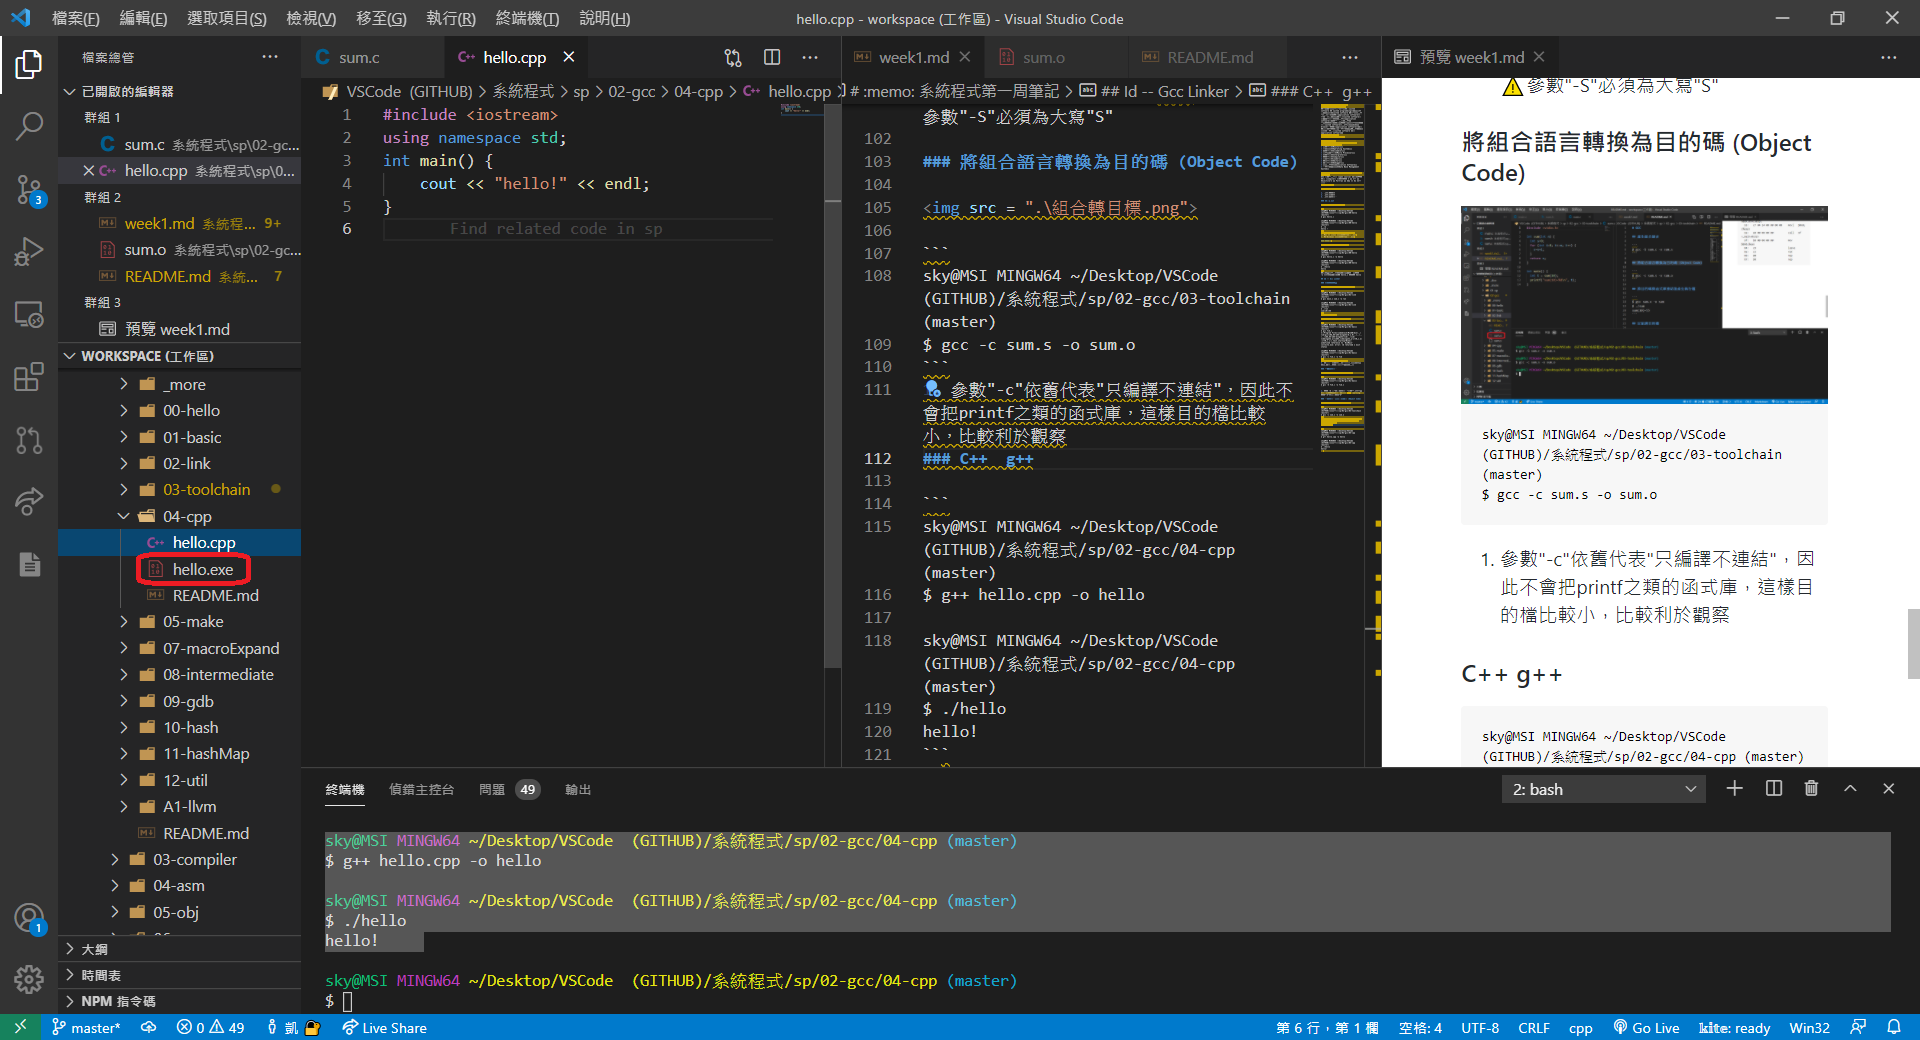 檔案(F) 編輯(E) 選取項目(S) 檢視(V) 移至(G) 執行(R) 終端機(T) 說明(H)
hello.cpp - workspace (工作區) - Visual Studio Code
檔案總管
已開啟的編輯器
群組 1
sum.c 系統程式\sp\02-gc...
hello.cpp 系統程式\sp\0...
群組 2
week1.md 系統程... 9+
sum.o 系統程式\sp\02-gc...
README.md 系統... 7
群組 3
預覽 week1.md
WORKSPACE (工作區)
_more
00-hello
01-basic
02-link
03-toolchain
04-cpp
hello.cpp
hello.exe
README.md
05-make
07-macroExpand
08-intermediate
09-gdb
10-hash
11-hashMap
12-util
A1-llvm
README.md
03-compiler
04-asm
05-obj
大綱
時間表
NPM 指令碼
3
1
sum.c
hello.cpp
VSCode (GITHUB) > 系統程式 > sp > 02-gcc > 04-cpp > hello.cpp >
1 #include <iostream>
2 using namespace std;
3 int main() {
4 cout << "hello!" << endl;
5 }
6 Find related code in sp
week1.md
sum.o
README.md
# :memo: 系統程式第一周筆記 > ## Id -- Gcc Linker > ### C++ g++
參數"-S"必須為大寫"S"
102
103 ### 將組合語言轉換為目的碼 (Object Code)
104
105 <img src = ".\組合轉目標.png">
106
107 ```
108 sky@MSI MINGW64 ~/Desktop/VSCode
(GITHUB)/系統程式/sp/02-gcc/03-toolchain
(master)
109 $ gcc -c sum.s -o sum.o
110 ```
111 參數"-c"依舊代表"只編譯不連結"，因此不
會把printf之類的函式庫，這樣目的檔比較
小，比較利於觀察
112 ### C++  g++
113
114 ```
115 sky@MSI MINGW64 ~/Desktop/VSCode
(GITHUB)/系統程式/sp/02-gcc/04-cpp
(master)
116 $ g++ hello.cpp -o hello
117
118 sky@MSI MINGW64 ~/Desktop/VSCode
(GITHUB)/系統程式/sp/02-gcc/04-cpp
(master)
119 $ ./hello
120 hello!
121 ```
預覽 week1.md
參數"-S"必須為大寫"S"
將組合語言轉換為目的碼 (Object
Code)
sky@MSI MINGW64 ~/Desktop/VSCode
(GITHUB)/系統程式/sp/02-gcc/03-toolchain
(master)
$ gcc -c sum.s -o sum.o
1. 參數"-c"依舊代表"只編譯不連結"，因
此不會把printf之類的函式庫，這樣目
的檔比較小，比較利於觀察
C++ g++
sky@MSI MINGW64 ~/Desktop/VSCode
(GITHUB)/系統程式/sp/02-gcc/04-cpp (master)
終端機 偵錯主控台 問題 49 輸出
2: bash
sky@MSI MINGW64 ~/Desktop/VSCode  (GITHUB)/系統程式/sp/02-gcc/04-cpp (master)
$ g++ hello.cpp -o hello
sky@MSI MINGW64 ~/Desktop/VSCode  (GITHUB)/系統程式/sp/02-gcc/04-cpp (master)
$ ./hello
hello!
sky@MSI MINGW64 ~/Desktop/VSCode  (GITHUB)/系統程式/sp/02-gcc/04-cpp (master)
$
master* 0 49 凱 Live Share
第 6 行，第 1 欄 空格: 4 UTF-8 CRLF cpp Go Live kite: ready Win32